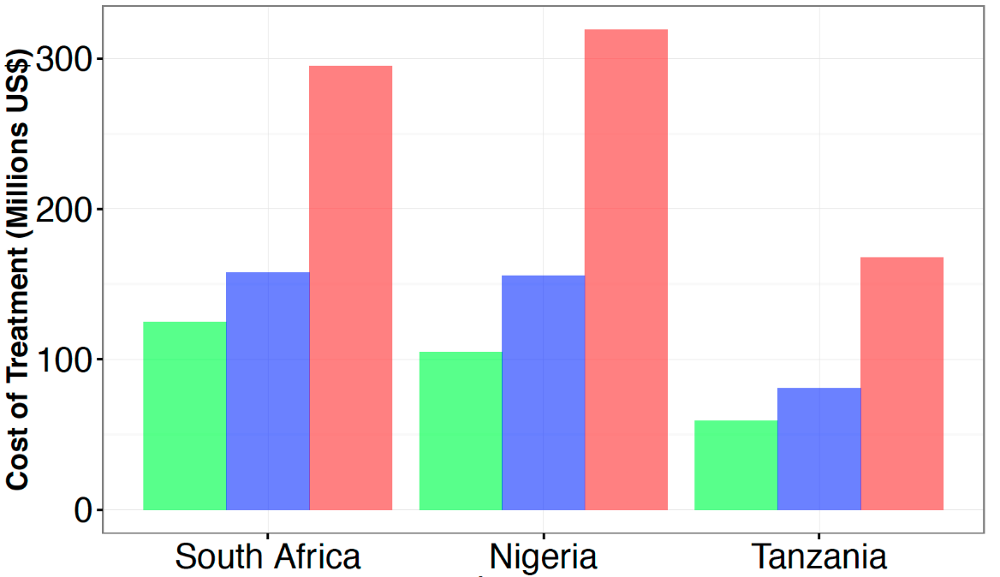 Cost of Treatment (Millions US$)
300
200
100
0
South Africa
Nigeria
Tanzania